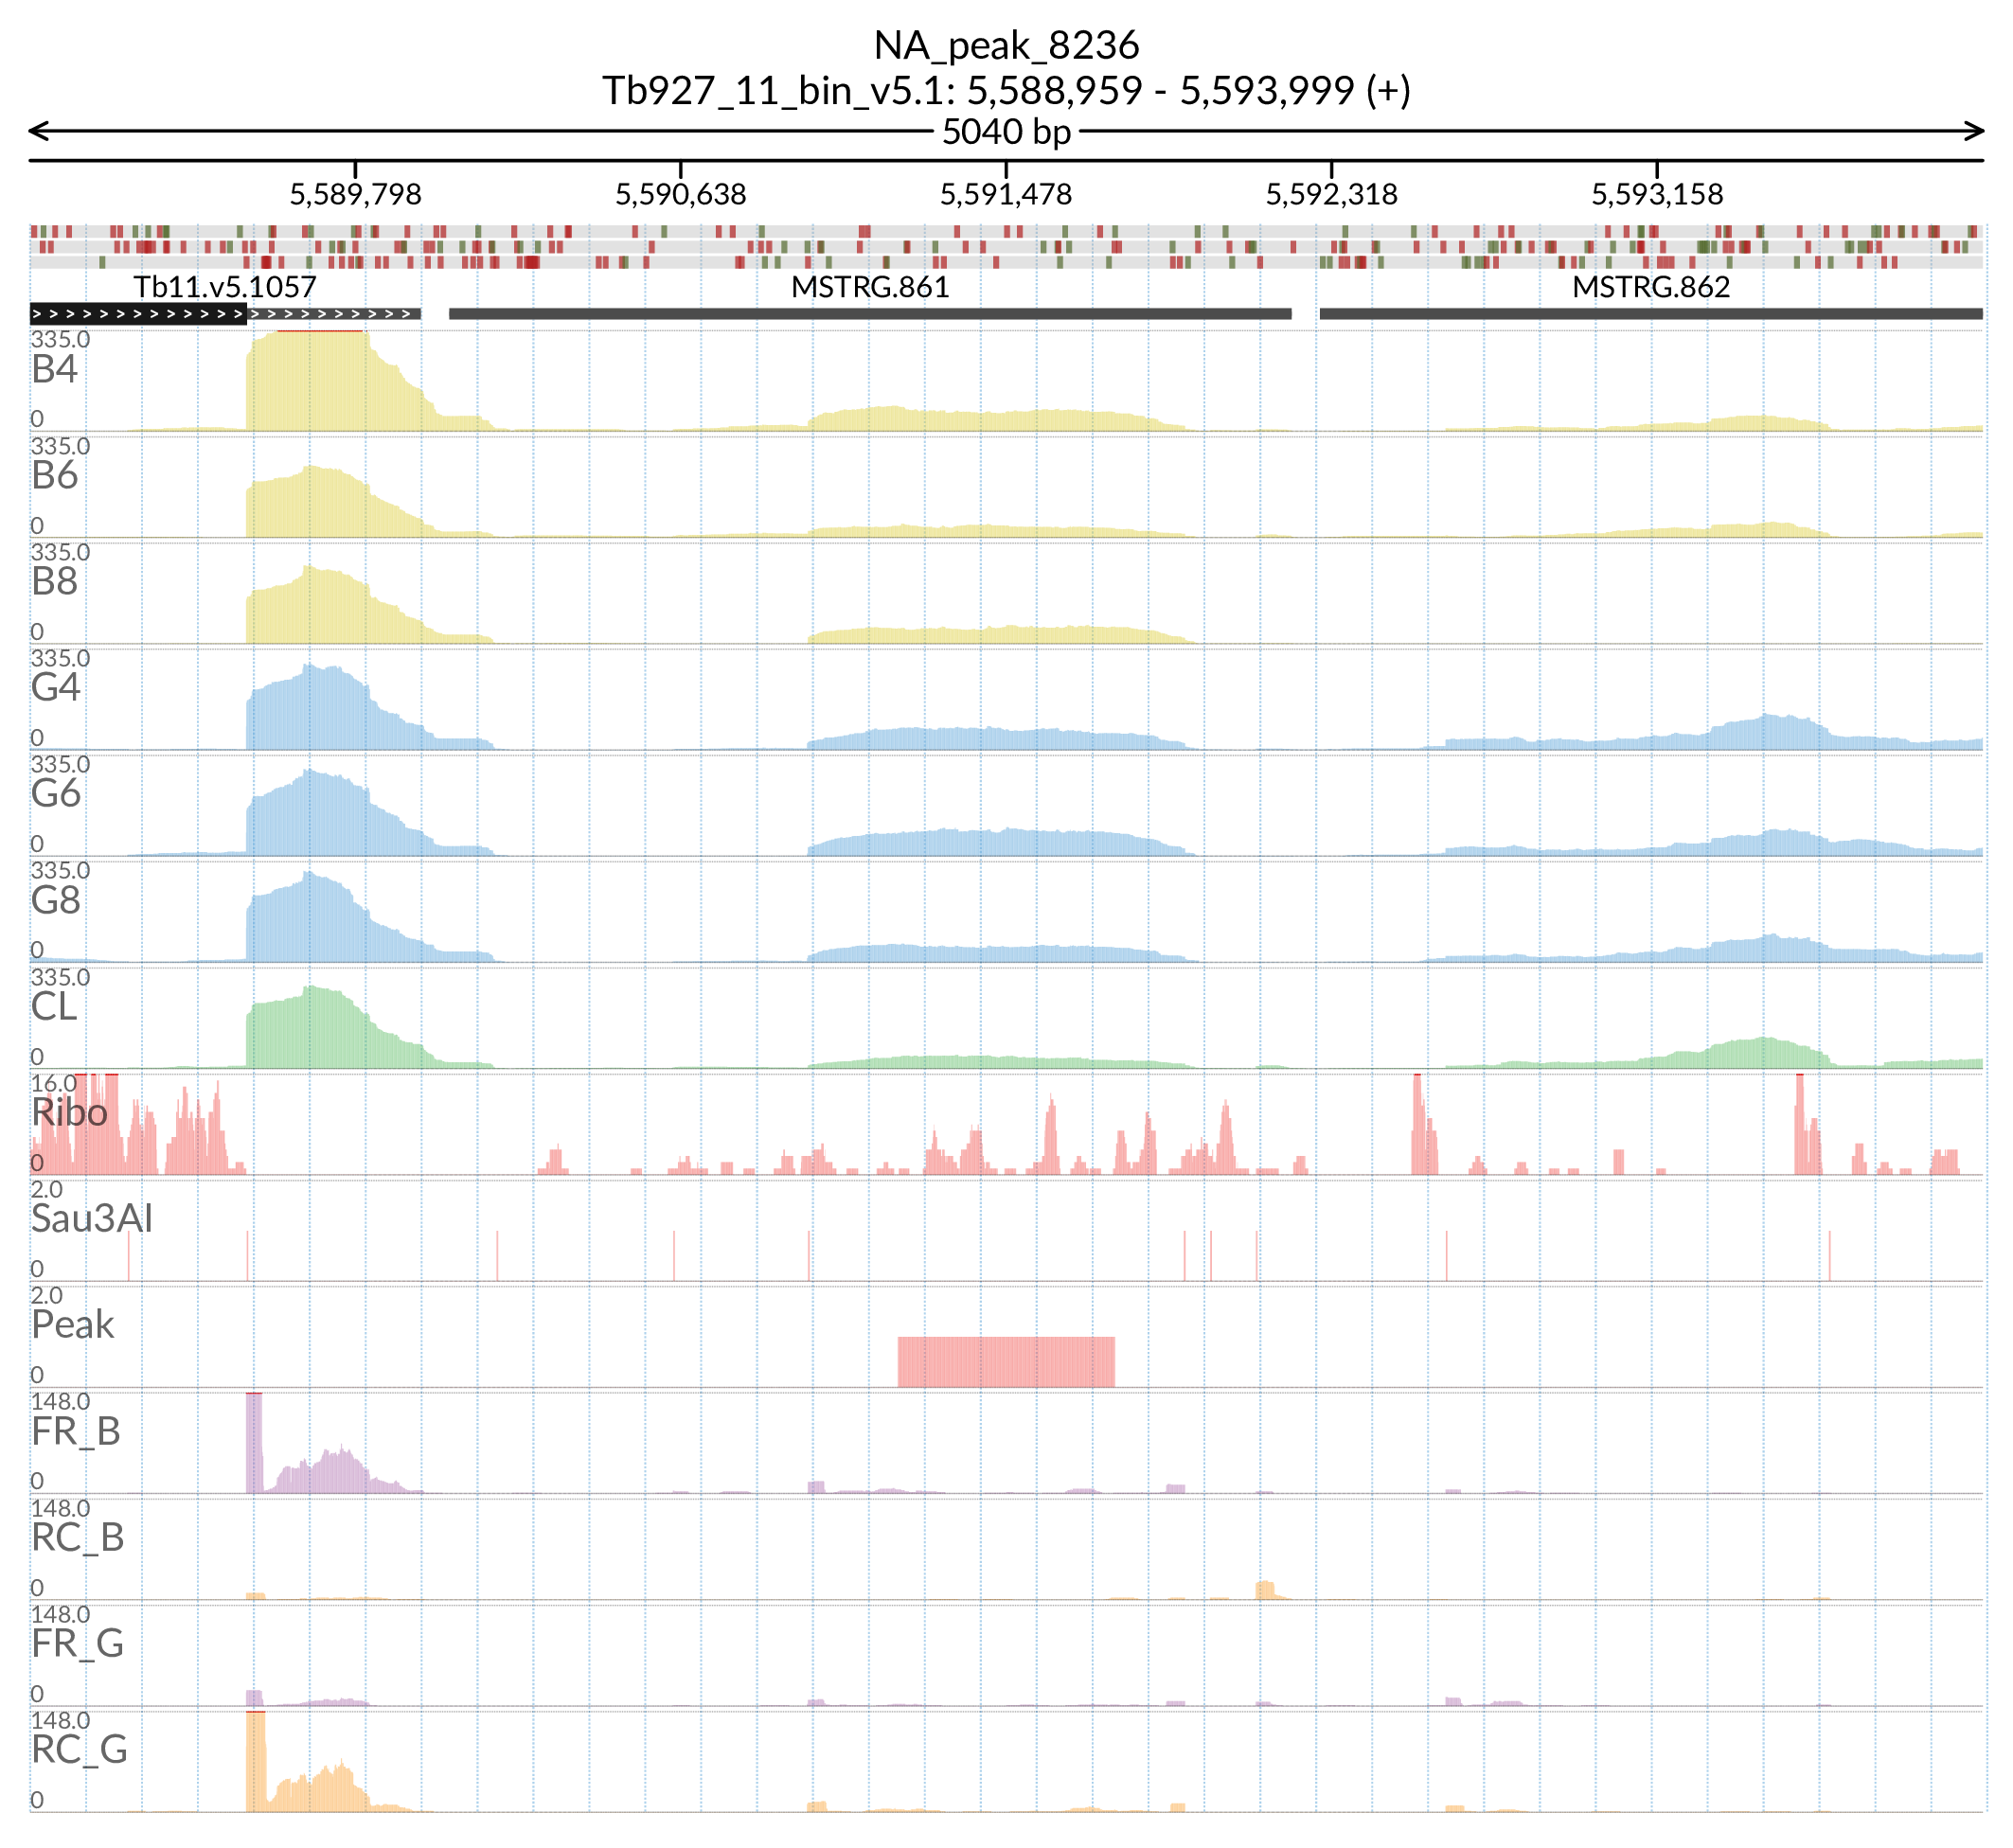 NA_peak_8236
Tb927_11_bin_v5.1: 5,588,959 - 5,593,999 (+)
5040 bp
5,589,798 5,590,638 5,591,478 5,592,318 5,593,158
Tb11.v5.1057 MSTRG.861 MSTRG.862
335.0
B4
0
335.0
B6
0
335.0
B8
0
335.0
G4
0
335.0
G6
0
335.0
G8
0
335.0
CL
0
16.0
Ribo
0
2.0
Sau3AI
0
2.0
Peak
0
148.0
FR_B
0
148.0
RC_B
0
148.0
FR_G
0
148.0
RC_G
0